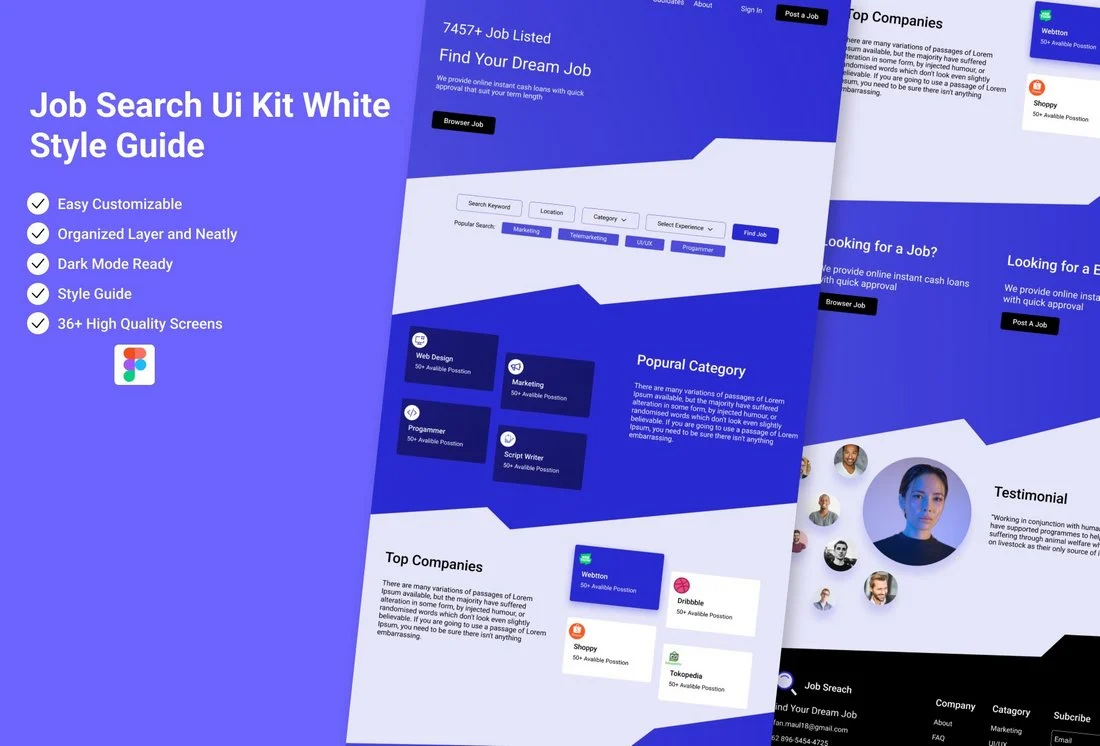 Job Search Ui Kit White
Style Guide
Easy Customizable
Organized Layer and Neatly
Dark Mode Ready
Style Guide
36+ High Quality Screens
About
Sign In
Post a Job
7457+ Job Listed
Find Your Dream Job
We provide online instant cash loans with quick
approval that suit your term length
Browser Job
Search Keyword
Location
Category
Select Experience
Find Job
Popular Search:
Marketing
Telemarketing
UI/UX
Progammer
Web Design
50+ Avalible Posstion
Marketing
50+ Avalible Posstion
Progammer
50+ Avalible Posstion
Script Writer
50+ Avalible Posstion
Popural Category
There are many variations of passages of Lorem
Ipsum available, but the majority have suffered
alteration in some form, by injected humour, or
randomised words which don't look even slightly
believable. If you are going to use a passage of Lorem
Ipsum, you need to be sure there isn't anything
embarrassing.
Top Companies
There are many variations of passages of Lorem
Ipsum available, but the majority have suffered
alteration in some form, by injected humour, or
randomised words which don't look even slightly
believable. If you are going to use a passage of Lorem
Ipsum, you need to be sure there isn't anything
embarrassing.
Webtton
50+ Avalible Posstion
Dribbble
50+ Avalible Posstion
Shoppy
50+ Avalible Posstion
Tokopedia
50+ Avalible Posstion
Top Companies
here are many variations of passages of Lorem
psum available, but the majority have suffered
lteration in some form, by injected humour, or
andomised words which don't look even slightly
elievable. If you are going to use a passage of Lorem
psum, you need to be sure there isn't anything
mbarrassing.
Webtton
50+ Avalible Posstion
Shoppy
50+ Avalible Posstion
Looking for a Job?
We provide online instant cash loans
with quick approval
Browser Job
Looking for a E
We provide online insta
with quick approval
Post A Job
Testimonial
"Working in conjunction with human
have supported programmes to help
suffering through animal welfare wh
on livestock as their only source of i
Job Sreach
ind Your Dream Job
fan.maul18@gmail.com
62 896-5454-4725
Company
About
FAQ
Catagory
Marketing
UI/UX
Subcribe
Email